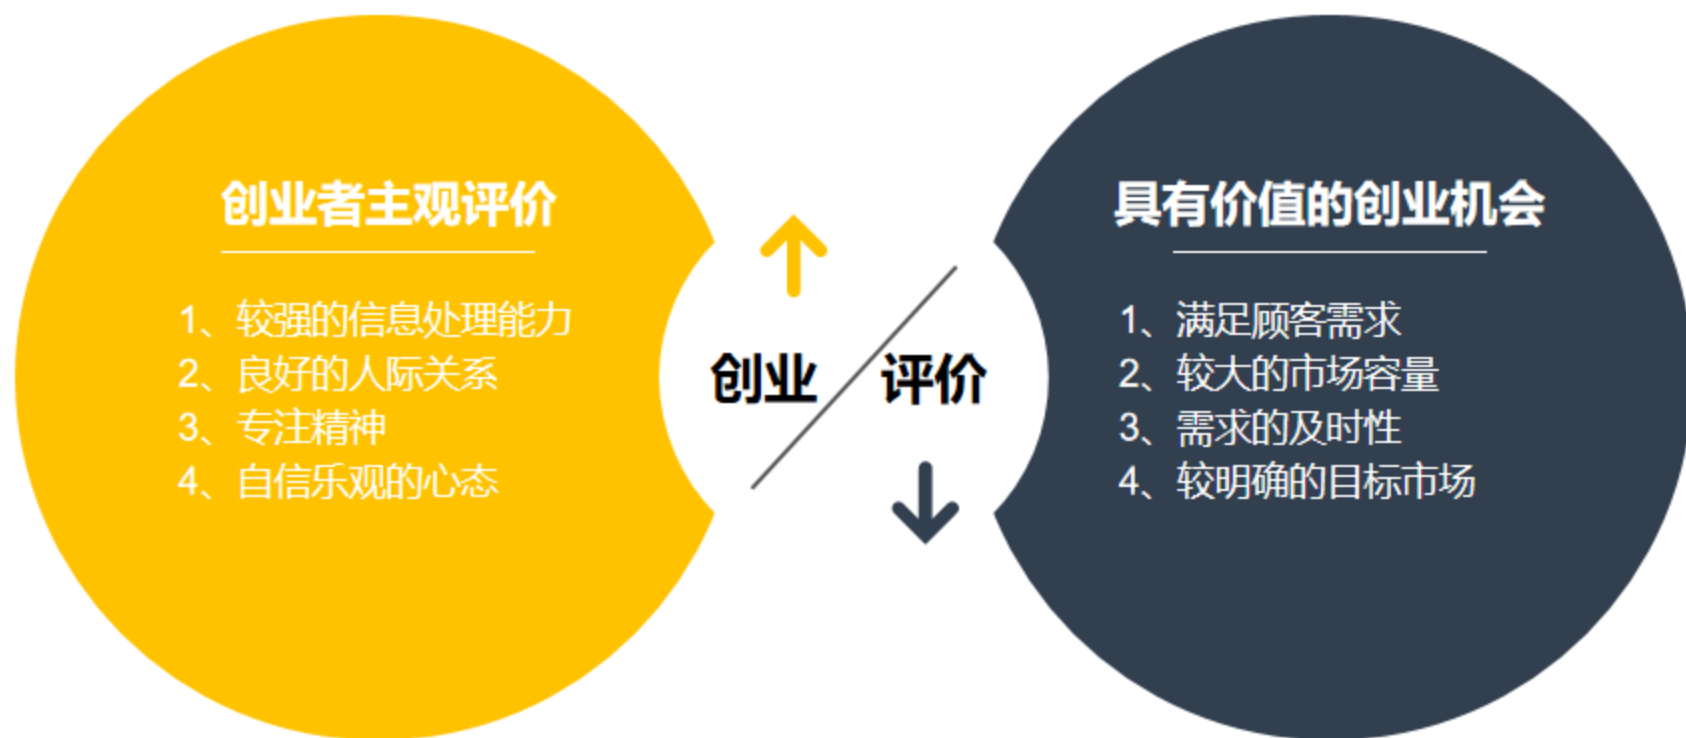 创业者主观评价
1、较强的信息处理能力
2、良好的人际关系
3、专注精神
4、自信乐观的心态
创业
评价
具有价值的创业机会
1、满足顾客需求
2、较大的市场容量
3、需求的及时性
4、较明确的目标市场